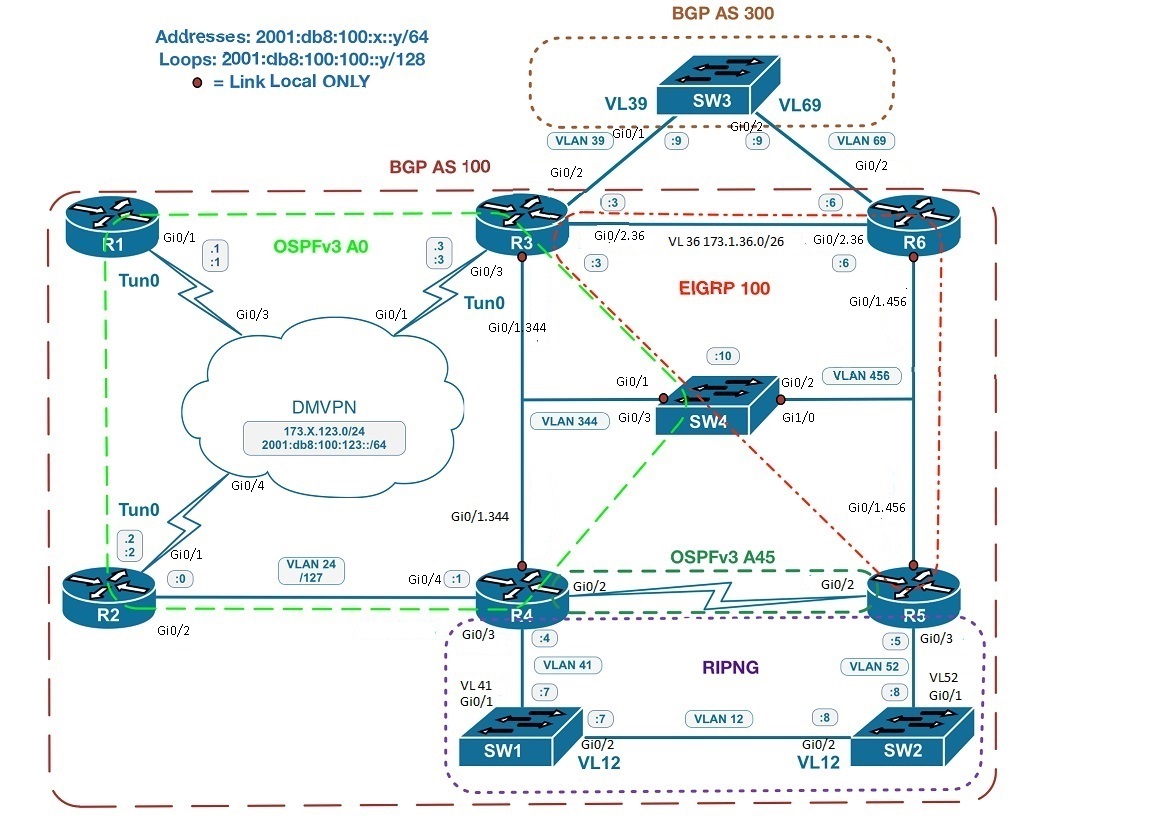 BGP AS 300
Addresses: 2001:db8:100:x::y/64
Loops: 2001:db8:100:100::y/128
= Link Local ONLY
SW3
VL39
VL69
VLAN 39
Gi0/1
:9
Gi0/2
:9
VLAN 69
BGP AS 100
Gi0/2
Gi0/2
R1
Gi0/1
.1
:1
OSPFv3 A0
.3
:3
R3
:3
:6
R6
Gi0/2.36
VL 36 173.1.36.0/26
Gi0/2.36
:3
:6
Tun0
Gi0/3
Tun0
EIGRP 100
Gi0/1.456
Gi0/3
Gi0/1
Gi0/1.344
:10
DMVPN
173.X.123.0/24
2001:db8:100:123::/64
Gi0/1
Gi0/2
VLAN 456
VLAN 344
Gi0/3
SW4
Gi1/0
Gi0/4
Tun0
.2
:2
Gi0/1
Gi0/1.344
Gi0/1.456
VLAN 24
/127
OSPFv3 A45
:0
Gi0/4
:1
Gi0/2
Gi0/2
R2
R4
R5
Gi0/2
Gi0/3
:4
:5
Gi0/3
VLAN 41
RIPNG
VLAN 52
VL 41
Gi0/1
:7
:8
VL52
Gi0/1
:7
VLAN 12
:8
SW1
Gi0/2
VL12
Gi0/2
VL12
SW2